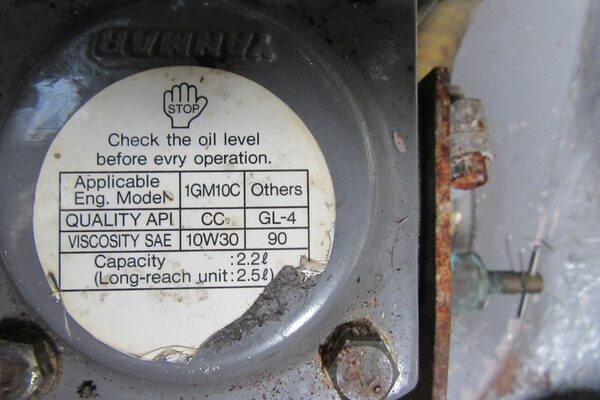 YANMAR
STOP
Check the oil level
before evry operation.
Applicable Eng. Model 1GM10C Others
QUALITY API CC GL-4
VISCOSITY SAE 10W30 90
Capacity :2.2ℓ
(Long-reach unit:2.5ℓ)